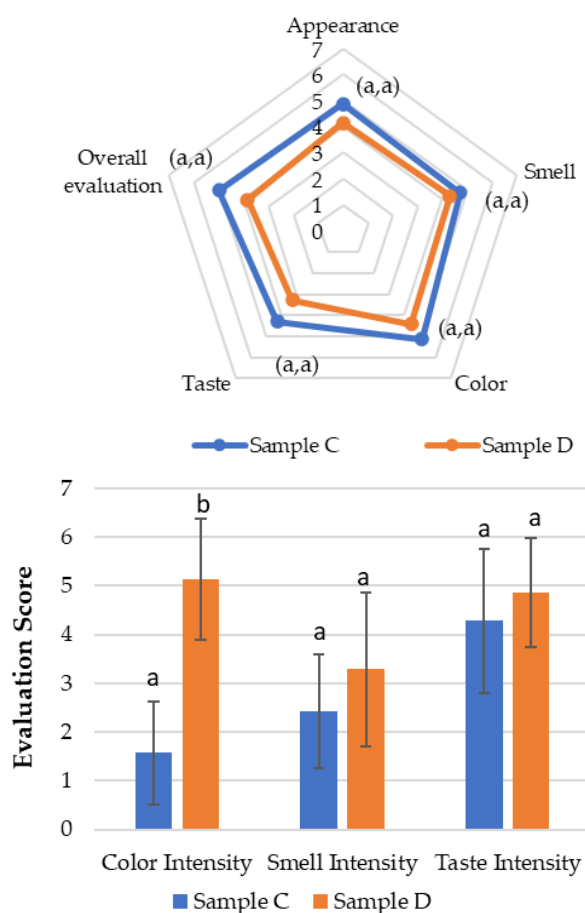 Appearance
7
6
5
4
3
2
1
0
(a,a)
Smell
(a,a)
Color
(a,a)
Taste
(a,a)
Overall
evaluation
(a,a)
Sample C
Sample D
Evaluation Score
7
6
5
4
3
2
1
0
a
b
a
a
a
a
Color Intensity
Smell Intensity
Taste Intensity
Sample C
Sample D